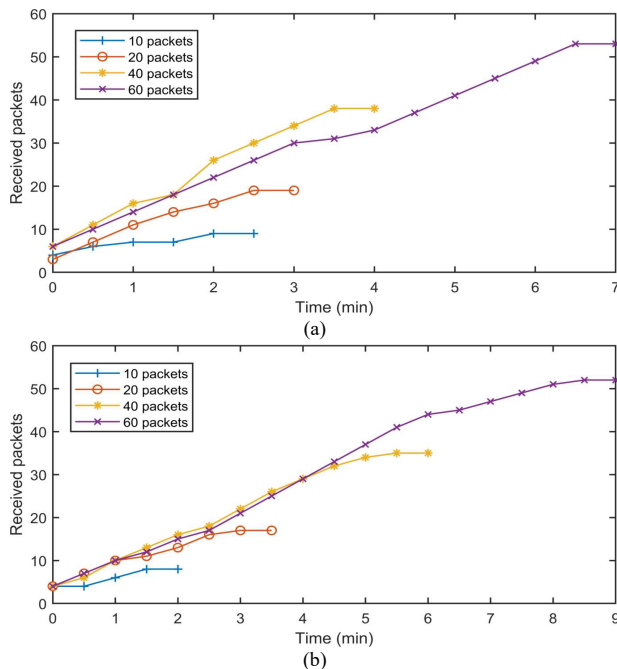 60
50
40
30
20
10
0
Received packets
10 packets
20 packets
40 packets
60 packets
0 1 2 3 4 5 6 7
Time (min)
(a)
60
50
40
30
20
10
0
Received packets
10 packets
20 packets
40 packets
60 packets
0 1 2 3 4 5 6 7 8 9
Time (min)
(b)